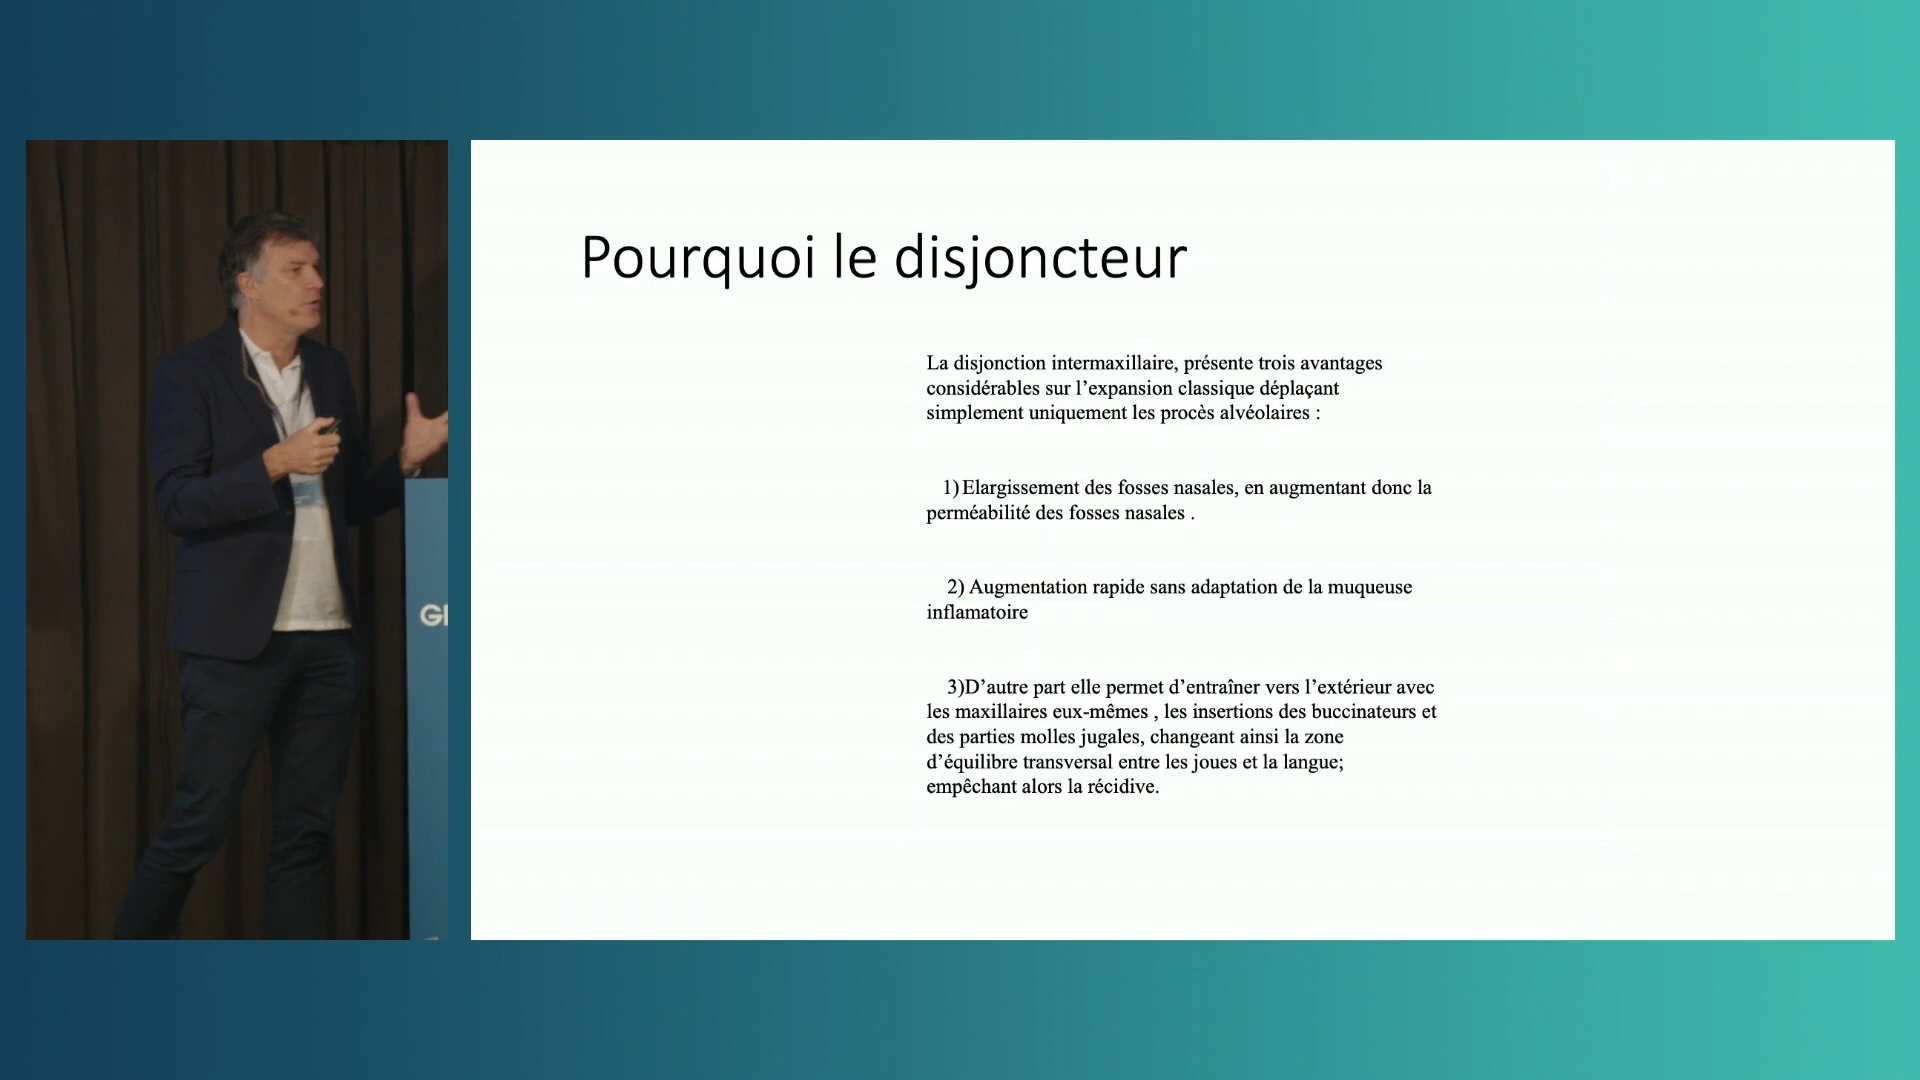 Pourquoi le disjoncteur
La disjonction intermaxillaire, présente trois avantages
considérables sur l’expansion classique déplaçant
simplement uniquement les procès alvéolaires :
1) Elargissement des fosses nasales, en augmentant donc la
perméabilité des fosses nasales .
2) Augmentation rapide sans adaptation de la muqueuse
inflamatoire
3)D’autre part elle permet d’entraîner vers l’extérieur avec
les maxillaires eux-mêmes , les insertions des buccinateurs et
des parties molles jugales, changeant ainsi la zone
d’équilibre transversal entre les joues et la langue;
empêchant alors la récidive.